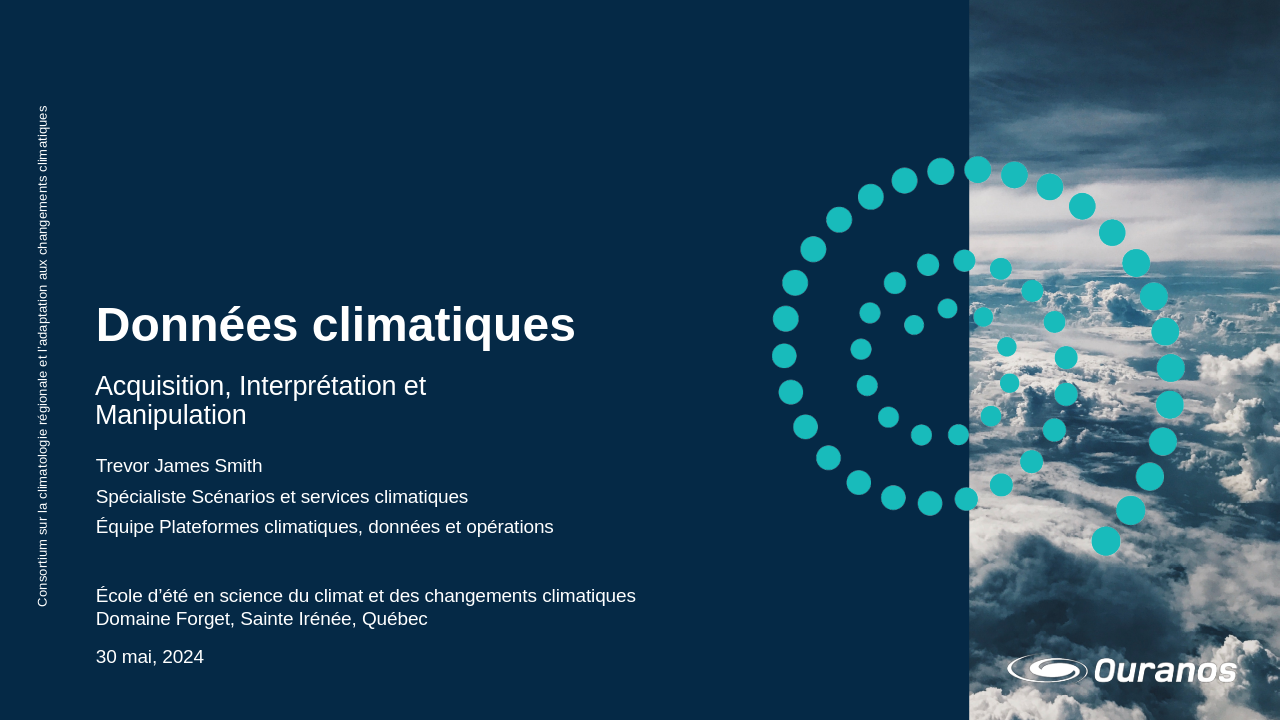 Consortium sur la climatologie régionale et l'adaptation aux changements climatiques
Données climatiques
Acquisition, Interprétation et
Manipulation
Trevor James Smith
Spécialiste Scénarios et services climatiques
Équipe Plateformes climatiques, données et opérations
École d’été en science du climat et des changements climatiques
Domaine Forget, Sainte Irénée, Québec
30 mai, 2024
Ouranos